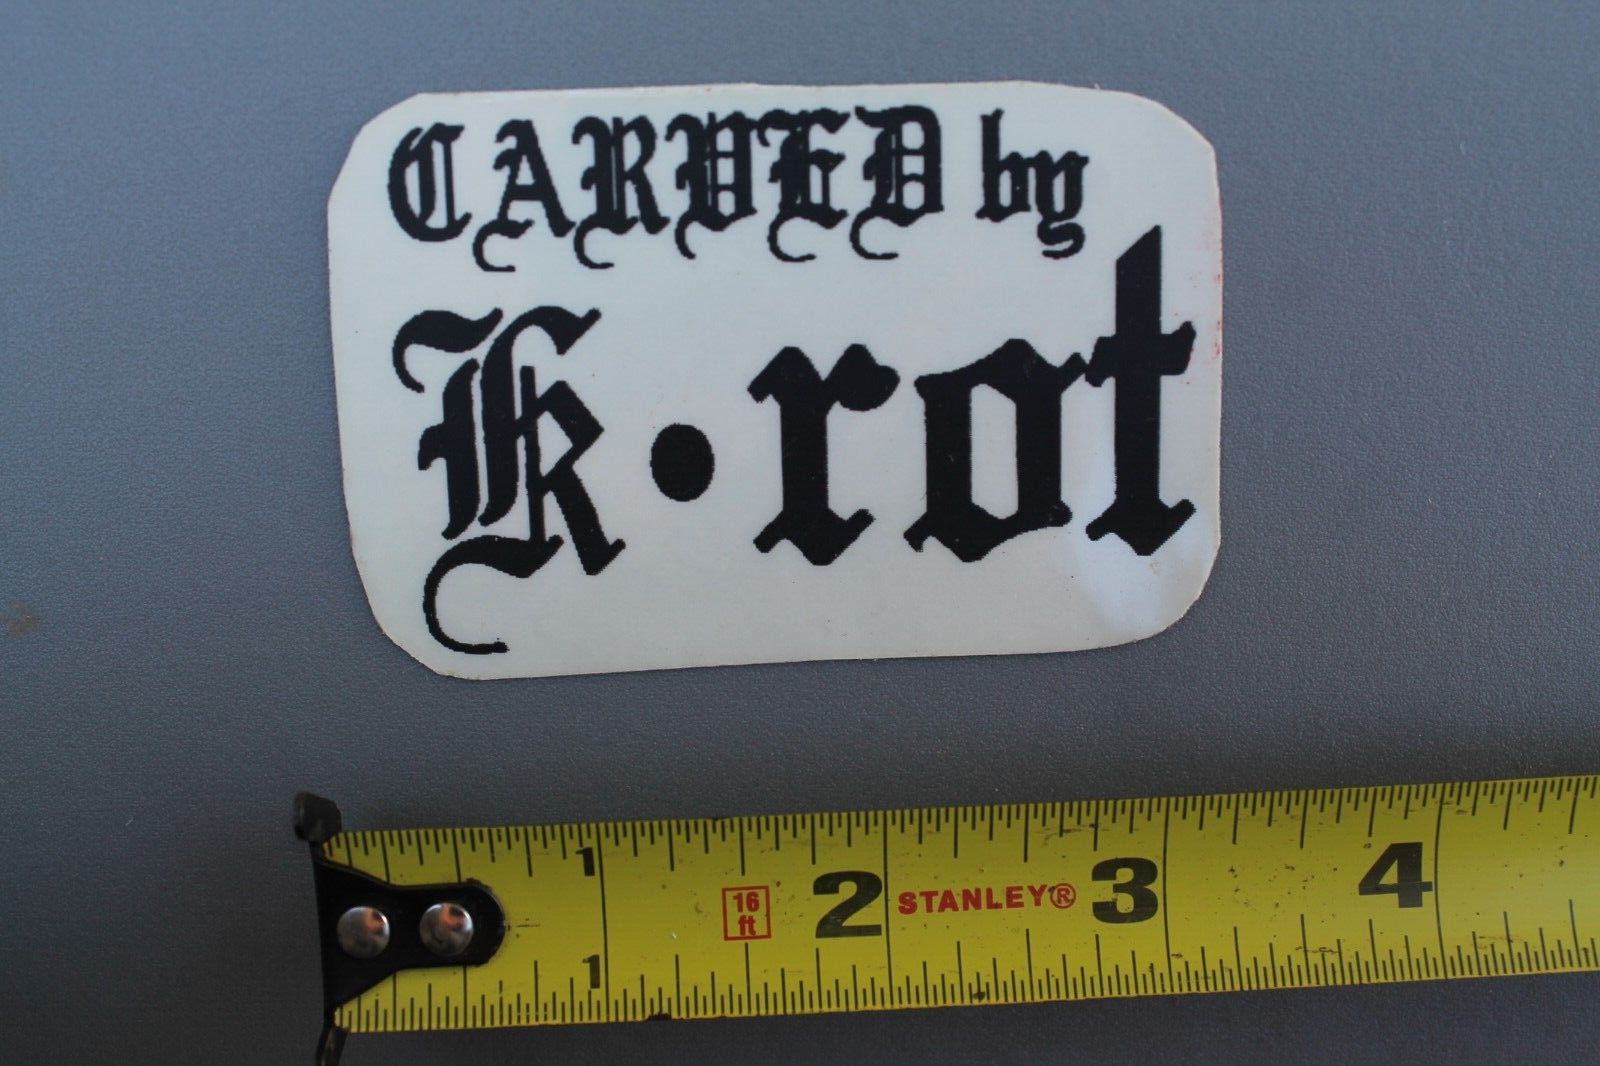 CARVED by
K•rot
1 2 3 4
16
ft
STANLEY®
1